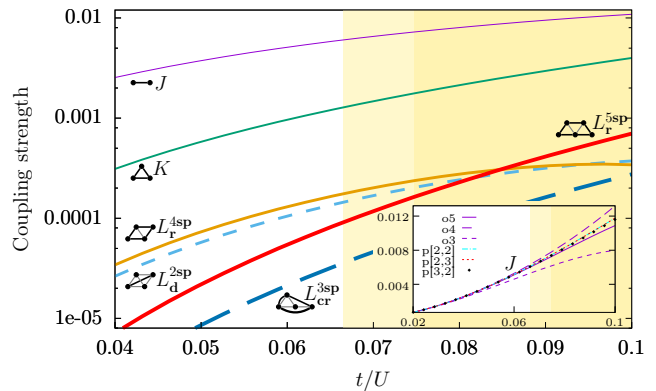 0.01
0.001
0.0001
1e-05
Coupling strength
J
K
L_r^4sp
L_d^2sp
L_cr^3sp
L_r^5sp
0.04 0.05 0.06 0.07 0.08 0.09 0.1
t/U
0.012
0.008
0.004
o5
o4
o3
p[2,2]
p[2,3]
p[3,2]
J
0.02 0.06 0.1